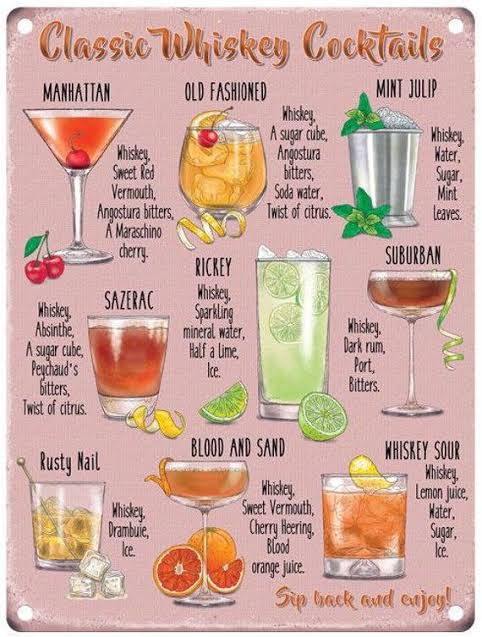 Classic Whiskey Cocktails
MANHATTAN
Whiskey,
Sweet Red
Vermouth,
Angostura bitters,
A Maraschino
cherry.
OLD FASHIONED
Whiskey,
A sugar cube,
Angostura
bitters,
Soda water,
Twist of citrus.
MINT JULIP
Whiskey,
Water,
Sugar,
Mint
Leaves.
SAZERAC
Whiskey,
Absinthe,
A sugar cube,
Peychaud's
bitters,
Twist of citrus.
RICKEY
Whiskey,
Sparkling
mineral water,
Half a lime,
Ice.
SUBURBAN
Whiskey,
Dark rum,
Port,
Bitters.
Rusty Nail
Whiskey,
Drambuie,
Ice.
BLOOD AND SAND
Whiskey,
Sweet Vermouth,
Cherry Heering,
Blood
orange juice.
WHISKEY SOUR
Whiskey,
Lemon juice,
Water,
Sugar,
Ice.
Sip back and enjoy!